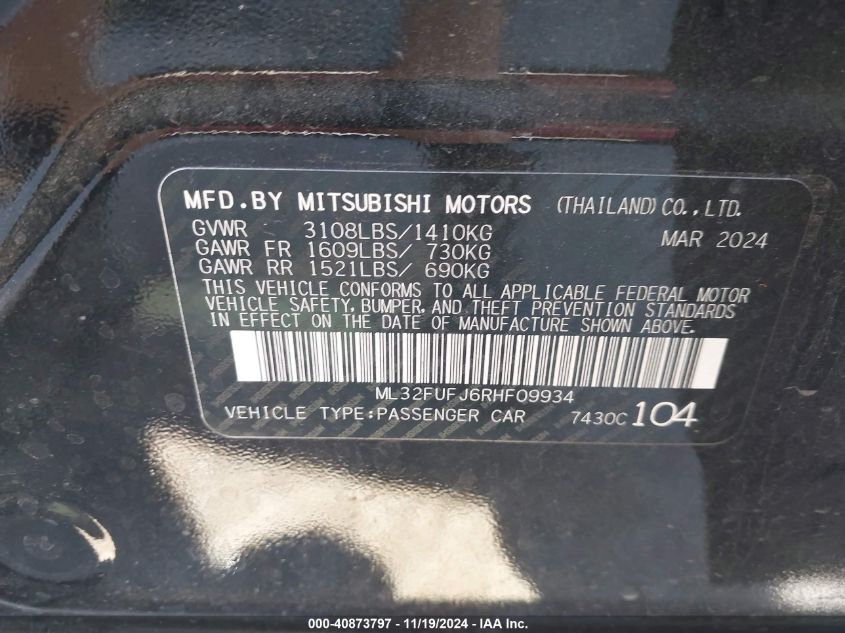 MFD.BY MITSUBISHI MOTORS (THAILAND) CO.,LTD.
GVWR 3108LBS/1410KG MAR 2024
GAWR FR 1609LBS/ 730KG
GAWR RR 1521LBS/ 690KG
THIS VEHICLE CONFORMS TO ALL APPLICABLE FEDERAL MOTOR
VEHICLE SAFETY, BUMPER, AND THEFT PREVENTION STANDARDS
IN EFFECT ON THE DATE OF MANUFACTURE SHOWN ABOVE.
ML32FUFJ6RHF09934
VEHICLE TYPE:PASSENGER CAR 7430C 104
000-40873797 - 11/19/2024 - IAA Inc.